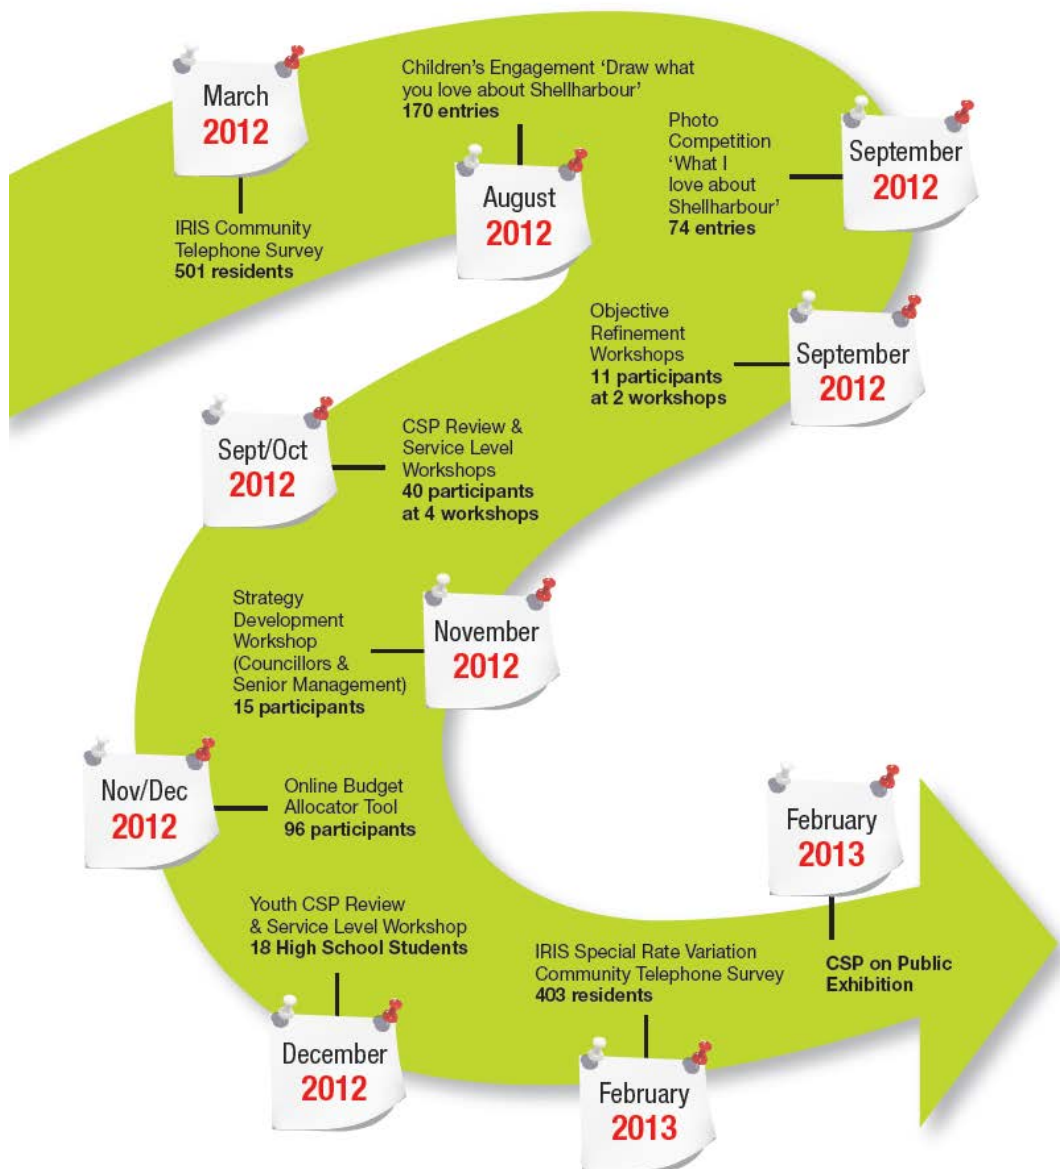 March
2012
IRIS Community
Telephone Survey
501 residents
Children's Engagement 'Draw what
you love about Shellharbour'
170 entries
August
2012
Photo
Competition
'What I
love about
Shellharbour'
74 entries
September
2012
Objective
Refinement
Workshops
11 participants
at 2 workshops
September
2012
Sept/Oct
2012
CSP Review &
Service Level
Workshops
40 participants
at 4 workshops
Strategy
Development
Workshop
(Councillors &
Senior Management)
15 participants
November
2012
Nov/Dec
2012
Online Budget
Allocator Tool
96 participants
Youth CSP Review
& Service Level Workshop
18 High School Students
December
2012
IRIS Special Rate Variation
Community Telephone Survey
403 residents
February
2013
February
2013
CSP on Public
Exhibition